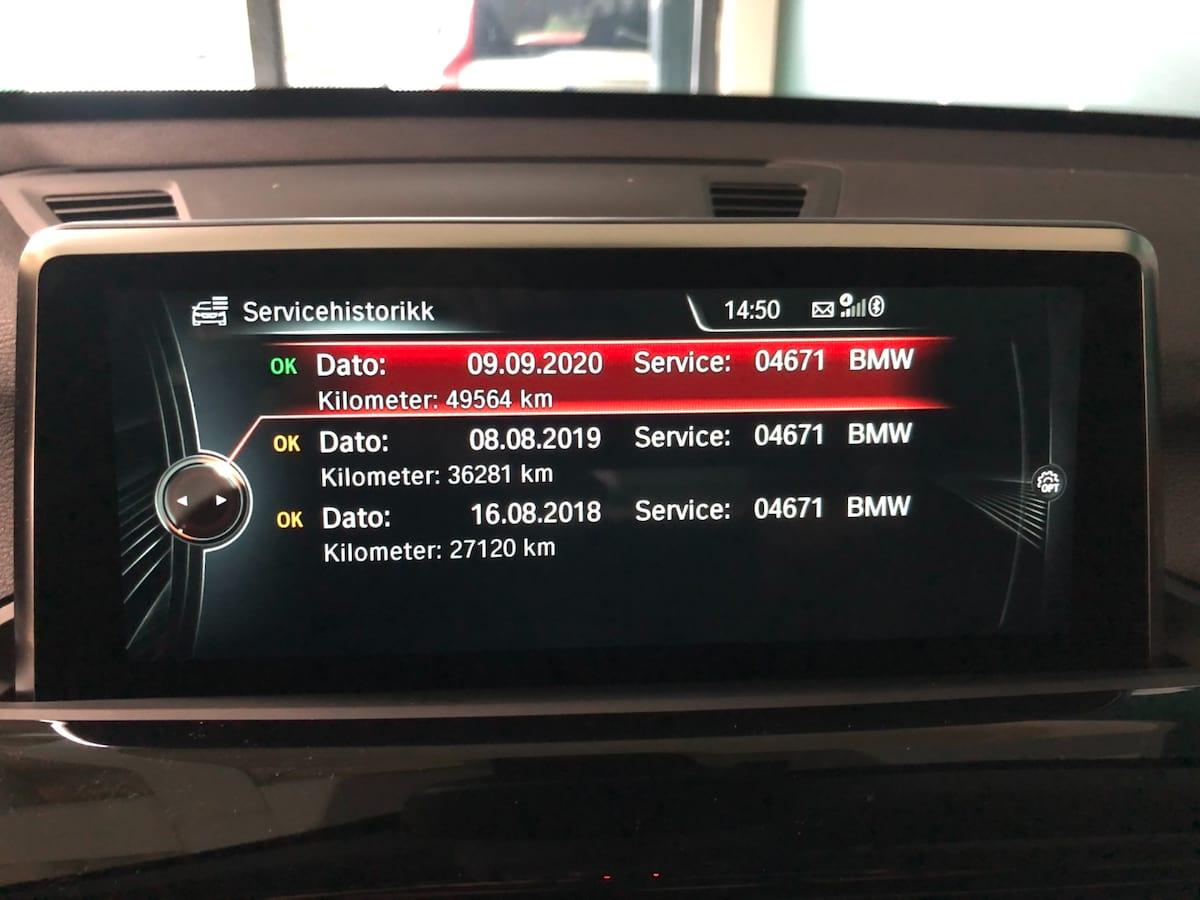 Servicehistorikk 14:50
OK Dato: 09.09.2020 Service: 04671 BMW
Kilometer: 49564 km
OK Dato: 08.08.2019 Service: 04671 BMW
Kilometer: 36281 km
OK Dato: 16.08.2018 Service: 04671 BMW
Kilometer: 27120 km
OPT